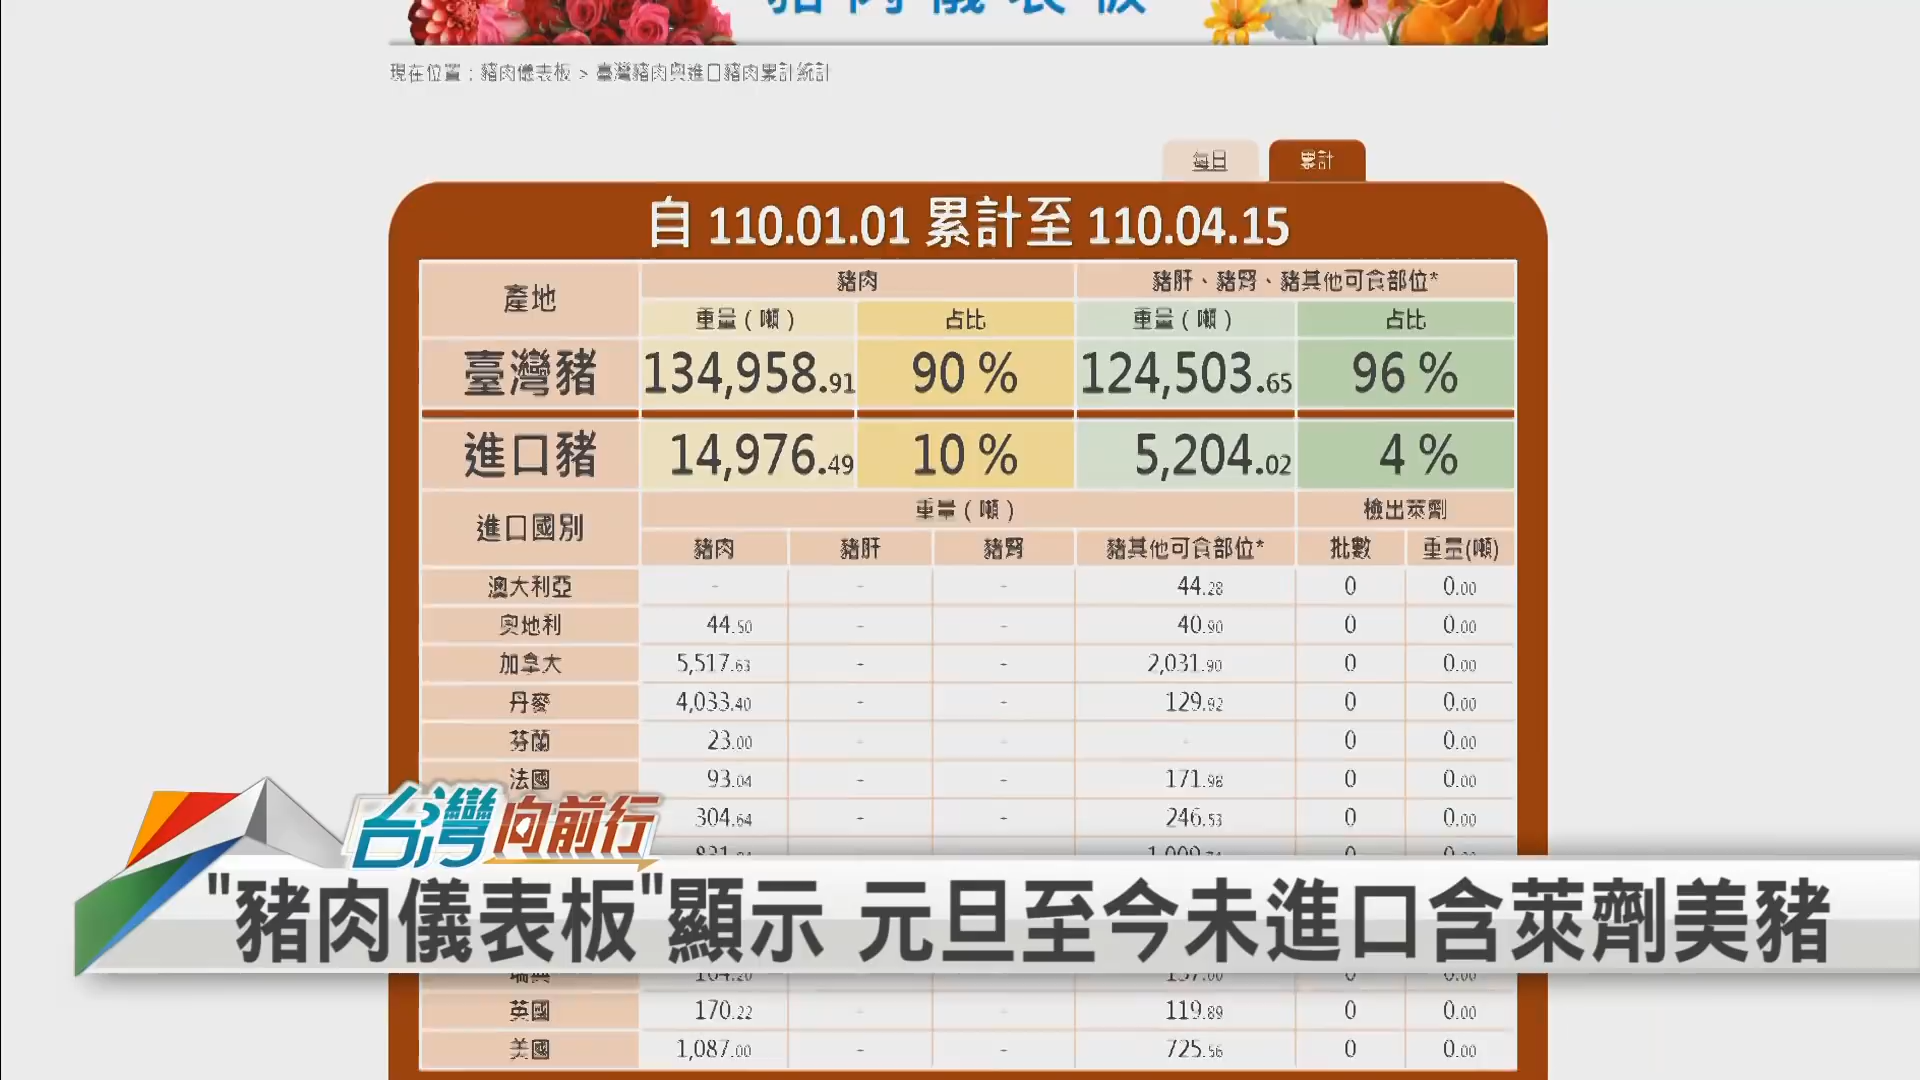 豬肉儀表板
現在位置：豬肉儀表板 > 臺灣豬肉與進口豬肉累計統計
每日 累計
自 110.01.01 累計至 110.04.15
產地 豬肉 豬肝、豬腎、豬其他可食部位*
重量（噸） 占比 重量（噸） 占比
臺灣豬 134,958.91 90 % 124,503.65 96 %
進口豬 14,976.49 10 % 5,204.02 4 %
進口國別 重量（噸） 檢出萊劑
豬肉 豬肝 豬腎 豬其他可食部位* 批數 重量(噸)
澳大利亞 - - - 44.28 0 0.00
奧地利 44.50 - - 40.90 0 0.00
加拿大 5,517.63 - - 2,031.90 0 0.00
丹麥 4,033.40 - - 129.92 0 0.00
芬蘭 23.00 - - - 0 0.00
法國 93.04 - - 171.98 0 0.00
304.64 - - 246.53 0 0.00
台灣向前行
"豬肉儀表板"顯示 元旦至今未進口含萊劑美豬
英國 170.22 - - 119.89 0 0.00
美國 1,087.00 - - 725.56 0 0.00